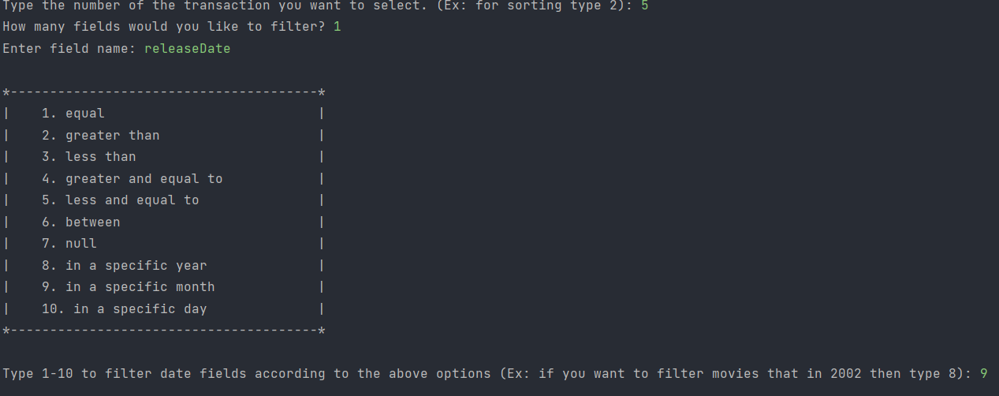 Type the number of the transaction you want to select. (Ex: for sorting type 2): 5
How many fields would you like to filter? 1
Enter field name: releaseDate
*---------------------------------------*
|    1. equal                           |
|    2. greater than                    |
|    3. less than                       |
|    4. greater and equal to            |
|    5. less and equal to               |
|    6. between                         |
|    7. null                            |
|    8. in a specific year              |
|    9. in a specific month             |
|    10. in a specific day              |
*---------------------------------------*
Type 1-10 to filter date fields according to the above options (Ex: if you want to filter movies that in 2002 then type 8): 9